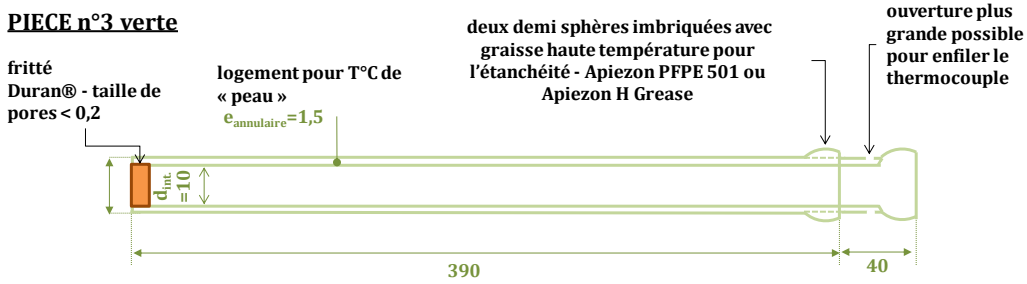 PIECE n°3 verte
fritté
Duran® - taille de
pores < 0,2
logement pour T°C de
« peau »
e annulaire=1,5
deux demi sphères imbriquées avec
graisse haute température pour
l'étanchéité - Apiezon PFPE 501 ou
Apiezon H Grease
ouverture plus
grande possible
pour enfiler le
thermocouple
d int.
=10
390
40